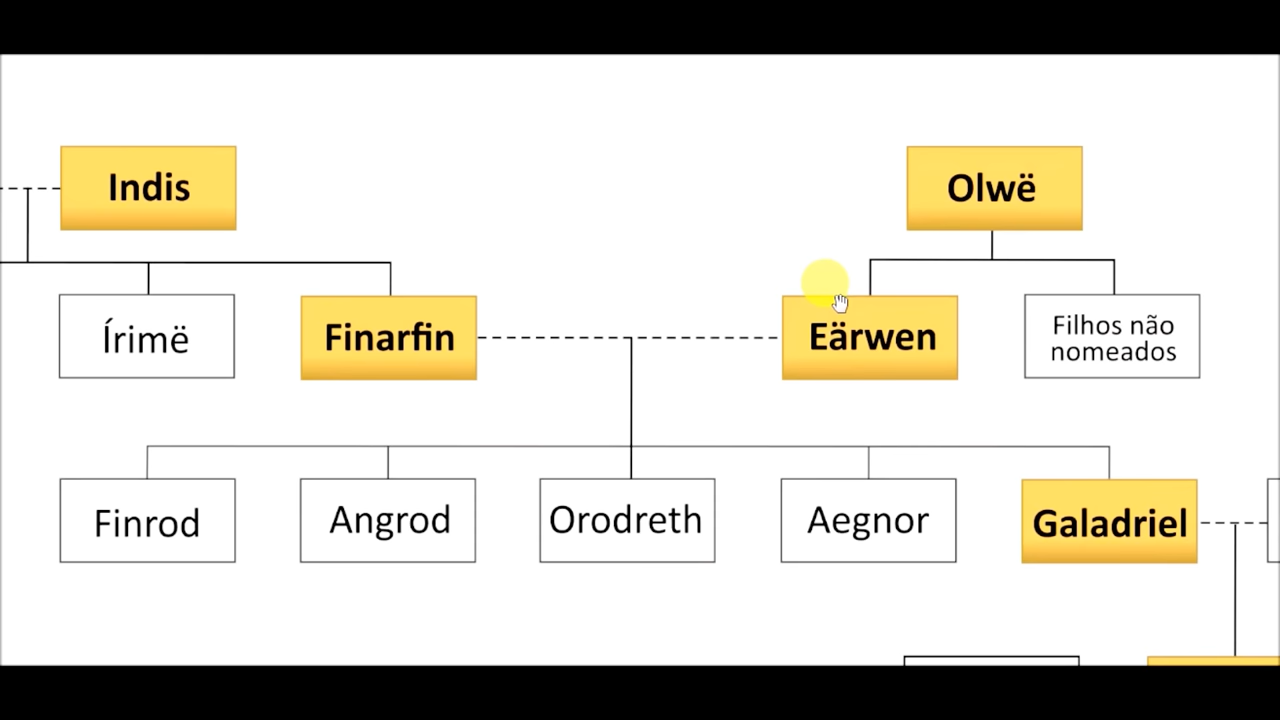 Indis
Olwë
Írimë
Finarfin
Eärwen
Filhos não
nomeados
Finrod
Angrod
Orodreth
Aegnor
Galadriel